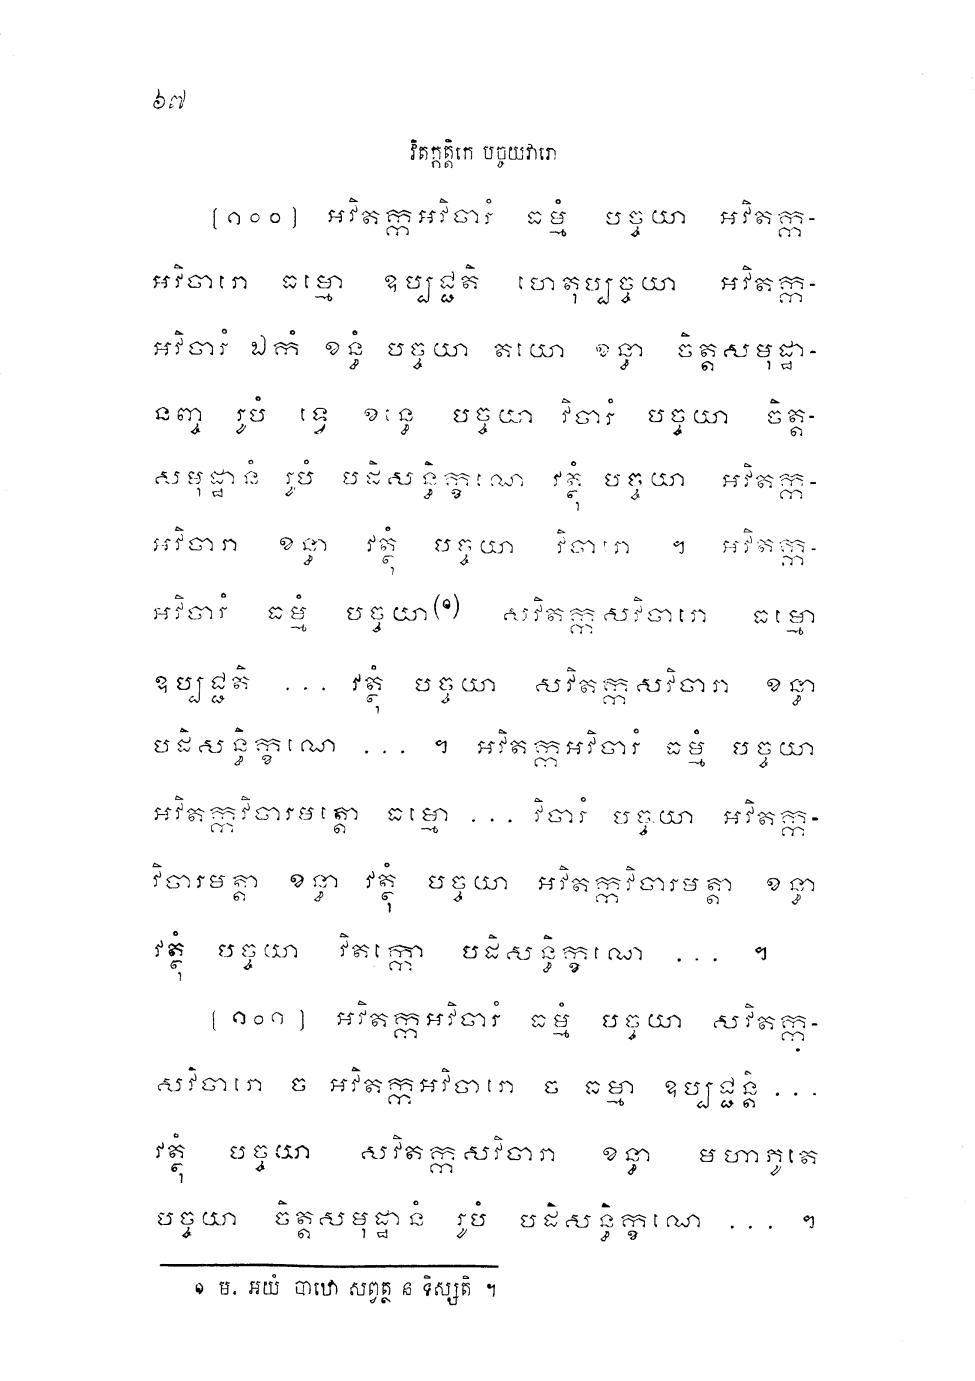 ៦៧
វិតក្កត្តិកេ បច្ចយវារោ
(១០០) អវិតក្កអវិចារំ ធម្មំ បច្ចយា អវិតក្ក-
អវិចារោ ធម្មោ ឧប្បជ្ជតិ ហេតុប្បច្ចយា អវិតក្ក-
អវិចារំ ឯកំ ខន្ធំ បច្ចយា តយោ ខន្ធា ចិត្តសមុដ្ឋា-
នញ្ច រូបំ ទ្វេ ខន្ធេ បច្ចយា វិចារំ បច្ចយា ចិត្ត-
សមុដ្ឋានំ រូបំ បដិសន្ធិក្ខណេ វត្ថុំ បច្ចយា អវិតក្ក-
អវិចារា ខន្ធា វត្ថុំ បច្ចយា វិចារោ ។ អវិតក្ក-
អវិចារំ ធម្មំ បច្ចយា(១) សវិតក្កសវិចារោ ធម្មោ
ឧប្បជ្ជតិ ... វត្ថុំ បច្ចយា សវិតក្កសវិចារា ខន្ធា
បដិសន្ធិក្ខណេ ... ។ អវិតក្កអវិចារំ ធម្មំ បច្ចយា
អវិតក្កវិចារមត្តោ ធម្មោ ... វិចារំ បច្ចយា អវិតក្ក-
វិចារមត្តា ខន្ធា វត្ថុំ បច្ចយា អវិតក្កវិចារមត្តា ខន្ធា
វត្ថុំ បច្ចយា វិតក្កោ បដិសន្ធិក្ខណេ ... ។
(១០១) អវិតក្កអវិចារំ ធម្មំ បច្ចយា សវិតក្ក-
សវិចារោ ច អវិតក្កអវិចារោ ច ធម្មា ឧប្បជ្ជន្តិ ...
វត្ថុំ បច្ចយា សវិតក្កសវិចារា ខន្ធា មហាភូតេ
បច្ចយា ចិត្តសមុដ្ឋានំ រូបំ បដិសន្ធិក្ខណេ ... ។
១ ម. អយំ បាឋោ សព្វត្ថ ន ទិស្សតិ ។